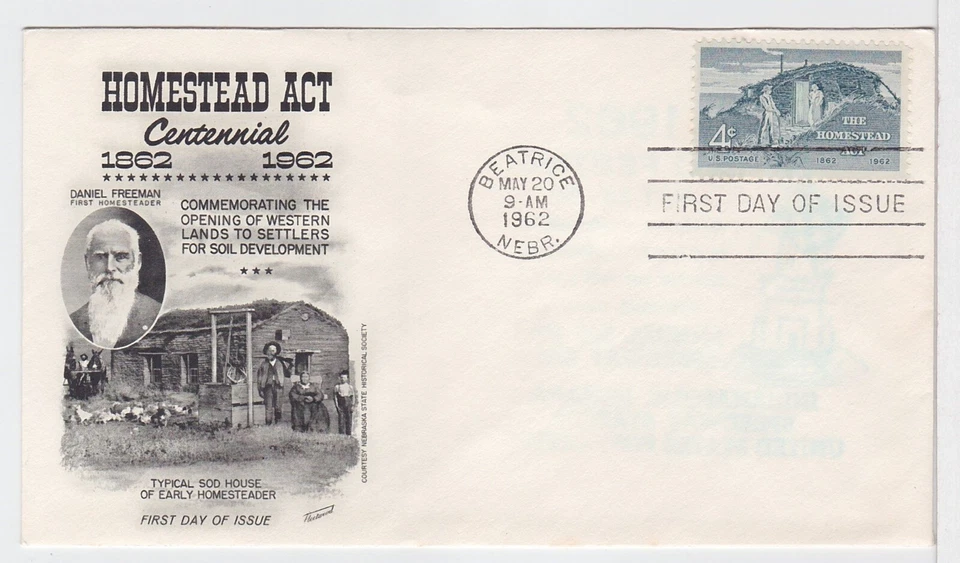 HOMESTEAD ACT
Centennial
1862 1962
DANIEL FREEMAN
FIRST HOMESTEADER
COMMEMORATING THE
OPENING OF WESTERN
LANDS TO SETTLERS
FOR SOIL DEVELOPMENT
COURTESY NEBRASKA STATE HISTORICAL SOCIETY
TYPICAL SOD HOUSE
OF EARLY HOMESTEADER
FIRST DAY OF ISSUE
Fleetwood
BEATRICE
MAY 20
9-AM
1962
NEBR.
4¢
U.S. POSTAGE
THE
HOMESTEAD
ACT
1862 1962
FIRST DAY OF ISSUE